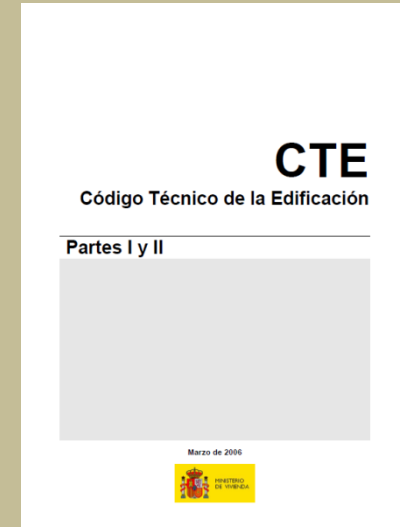 CTE
Código Técnico de la Edificación
Partes I y II
Marzo de 2006
MINISTERIO
DE VIVIENDA